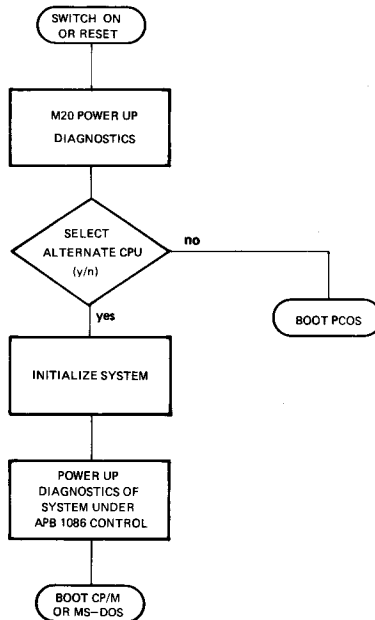 SWITCH ON
OR RESET
M20 POWER UP
DIAGNOSTICS
SELECT
ALTERNATE CPU
(y/n)
no
yes
BOOT PCOS
INITIALIZE SYSTEM
POWER UP
DIAGNOSTICS OF
SYSTEM UNDER
APB 1086 CONTROL
BOOT CP/M
OR MS-DOS